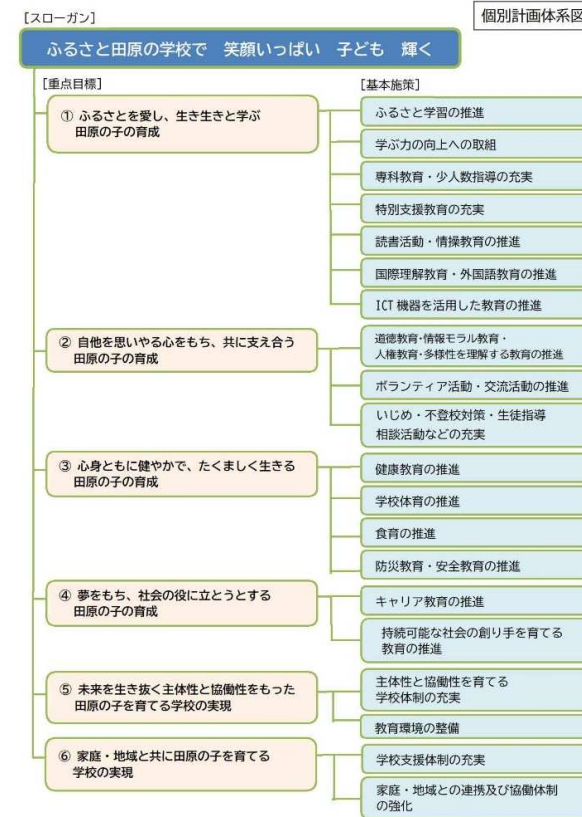 [スローガン]
個別計画体系図
ふるさと田原の学校で　笑顔いっぱい　子ども　輝く
[重点目標]
[基本施策]
① ふるさとを愛し、生き生きと学ぶ
田原の子の育成
ふるさと学習の推進
学ぶ力の向上への取組
専科教育・少人数指導の充実
特別支援教育の充実
読書活動・情操教育の推進
国際理解教育・外国語教育の推進
ICT 機器を活用した教育の推進
② 自他を思いやる心をもち、共に支え合う
田原の子の育成
道徳教育・情報モラル教育・
人権教育・多様性を理解する教育の推進
ボランティア活動・交流活動の推進
いじめ・不登校対策・生徒指導
相談活動などの充実
③ 心身ともに健やかで、たくましく生きる
田原の子の育成
健康教育の推進
学校体育の推進
食育の推進
防災教育・安全教育の推進
④ 夢をもち、社会の役に立とうとする
田原の子の育成
キャリア教育の推進
持続可能な社会の創り手を育てる
教育の推進
⑤ 未来を生き抜く主体性と協働性をもった
田原の子を育てる学校の実現
主体性と協働性を育てる
学校体制の充実
教育環境の整備
⑥ 家庭・地域と共に田原の子を育てる
学校の実現
学校支援体制の充実
家庭・地域との連携及び協働体制
の強化